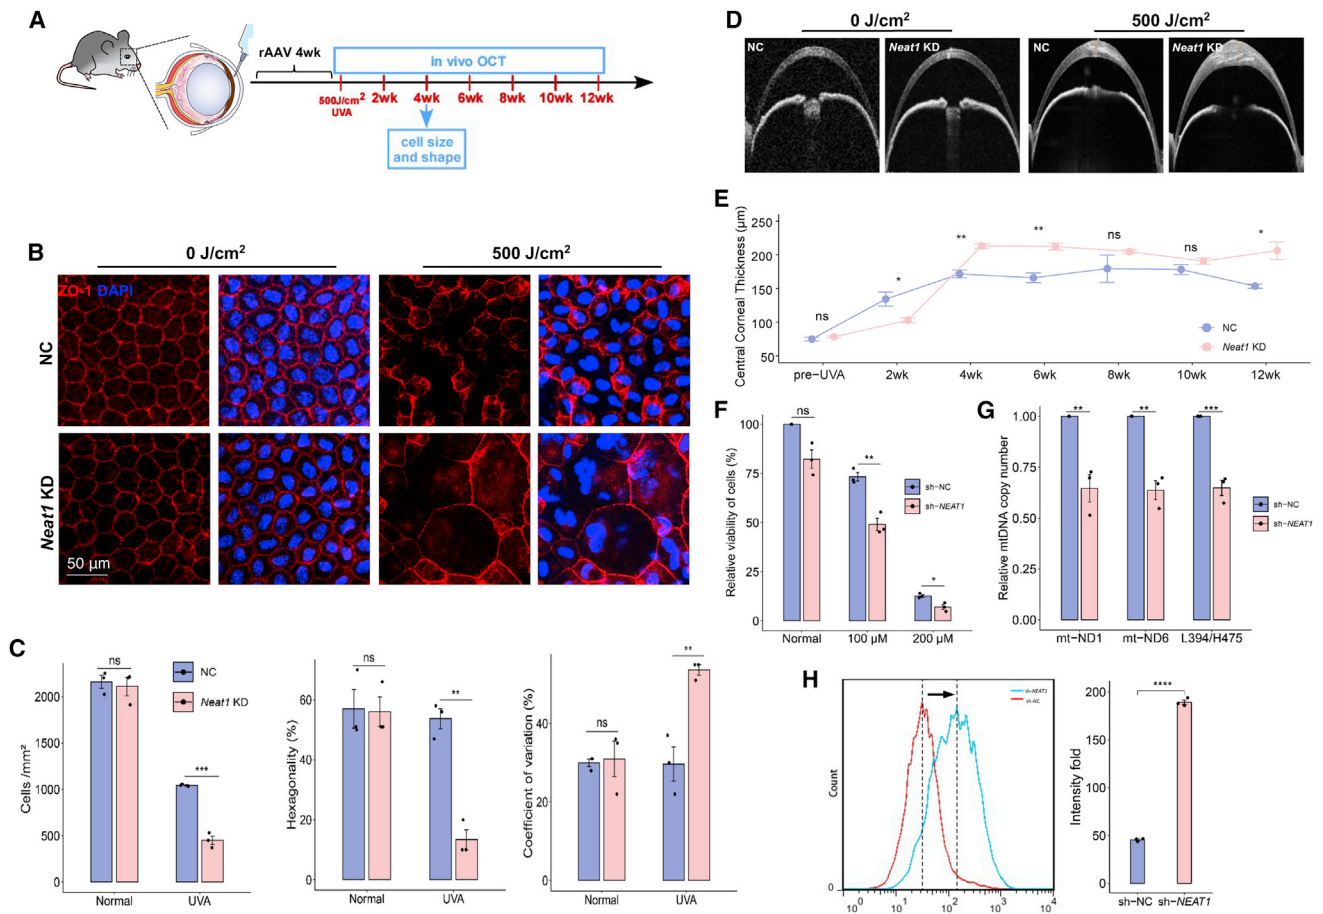 A
rAAV 4wk
in vivo OCT
500J/cm²
UVA
2wk
4wk
6wk
8wk
10wk
12wk
cell size
and shape
B
0 J/cm²
500 J/cm²
ZO-1 DAPI
NC
Neat1 KD
50 µm
C
Cells /mm²
2000
1500
1000
500
0
ns
***
NC
Neat1 KD
Normal
UVA
Hexagonality (%)
60
40
20
0
ns
**
Normal
UVA
Coefficient of variation (%)
40
20
0
ns
**
Normal
UVA
D
0 J/cm²
500 J/cm²
NC
Neat1 KD
NC
Neat1 KD
E
Central Corneal Thickness (µm)
250
200
150
100
50
ns
*
**
**
ns
ns
*
NC
Neat1 KD
pre−UVA
2wk
4wk
6wk
8wk
10wk
12wk
F
Relative viability of cells (%)
100
75
50
25
0
ns
**
*
sh−NC
sh−NEAT1
Normal
100 µM
200 µM
G
Relative mtDNA copy number
1.00
0.75
0.50
0.25
0.00
**
**
***
sh−NC
sh−NEAT1
mt−ND1
mt−ND6
L394/H475
H
Count
0
sh-NEAT1
sh-NC
10⁰
10¹
10²
10³
10⁴
Intensity fold
200
150
100
50
0
****
sh−NC
sh−NEAT1